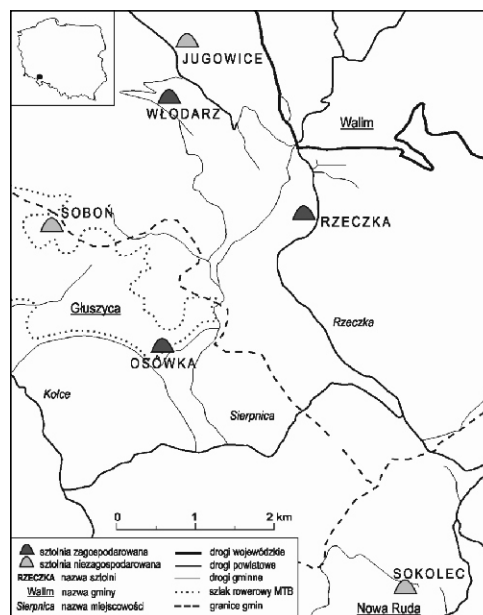 JUGOWICE
WŁODARZ
Walim
SOBOŃ
RZECZKA
Głuszyca
Rzeczka
OSÓWKA
Kolce
Sierpnica
0 1 2 km
SOKOLEC
Nowa Ruda
sztolnia zagospodarowana
sztolnia niezagospodarowana
RZECZKA nazwa sztolni
Walim nazwa gminy
Sierpnica nazwa miejscowości
drogi wojewódzkie
drogi powiatowe
drogi gminne
szlak rowerowy MTB
granice gmin